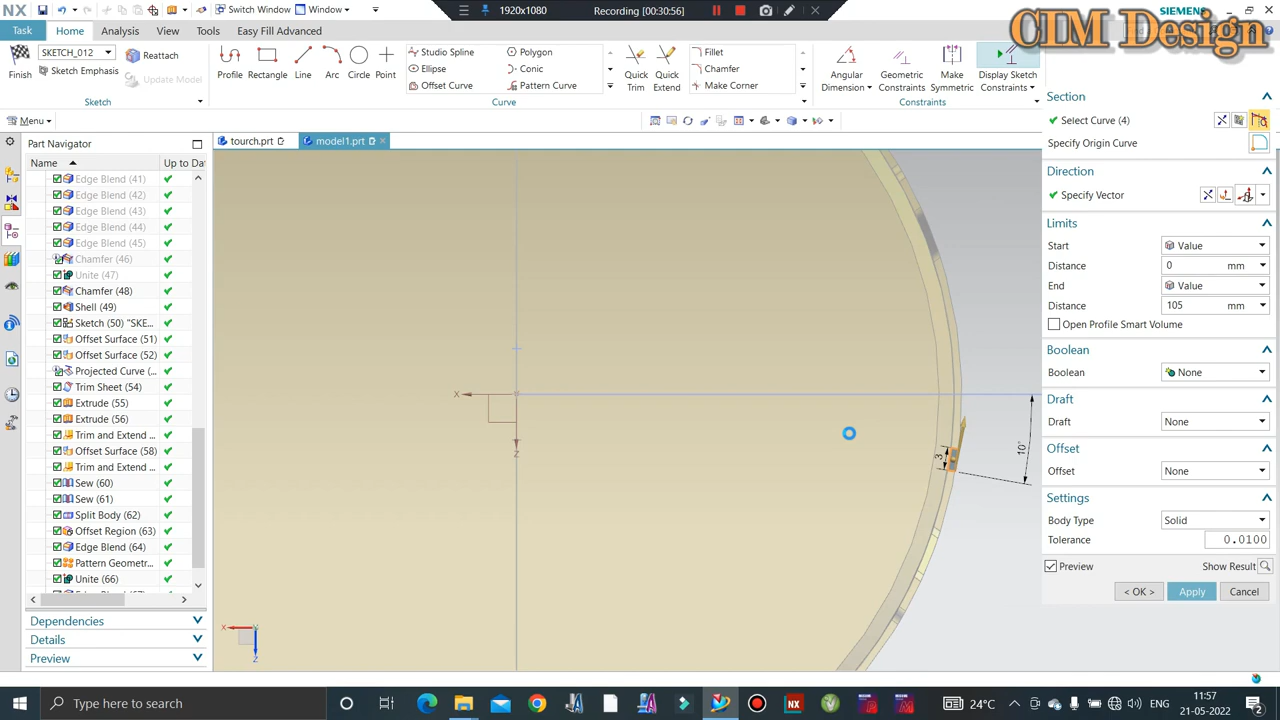 NX
Switch Window
Window
1920x1080
Recording [00:30:56]
SIEMENS
CIM Design
Task
Home
Analysis
View
Tools
Easy Fill Advanced
SKETCH_012
Reattach
Sketch Emphasis
Update Model
Finish
Sketch
Profile
Rectangle
Line
Arc
Circle
Point
Studio Spline
Polygon
Ellipse
Conic
Offset Curve
Pattern Curve
Curve
Quick Trim
Quick Extend
Fillet
Chamfer
Make Corner
Angular Dimension
Geometric Constraints
Make Symmetric
Display Sketch Constraints
Constraints
Menu
Part Navigator
touch.prt
model1.prt
Name
Up to Dat
Edge Blend (41)
Edge Blend (42)
Edge Blend (43)
Edge Blend (44)
Edge Blend (45)
Chamfer (46)
Unite (47)
Chamfer (48)
Shell (49)
Sketch (50) "SKE...
Offset Surface (51)
Offset Surface (52)
Projected Curve (...
Trim Sheet (54)
Extrude (55)
Extrude (56)
Trim and Extend ...
Offset Surface (58)
Trim and Extend ...
Sew (60)
Sew (61)
Split Body (62)
Offset Region (63)
Edge Blend (64)
Pattern Geomet...
Unite (66)
Dependencies
Details
Preview
X
Z
3
10°
X
Z
Section
Select Curve (4)
Specify Origin Curve
Direction
Specify Vector
Limits
Start
Value
Distance
0 mm
End
Value
Distance
105 mm
Open Profile Smart Volume
Boolean
Boolean
None
Draft
Draft
None
Offset
Offset
None
Settings
Body Type
Solid
Tolerance
0.0100
Preview
Show Result
< OK >
Apply
Cancel
Type here to search
24°C
ENG
11:57
21-05-2022